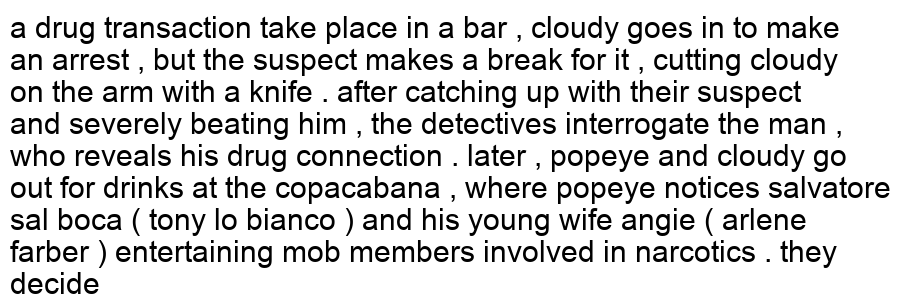 a drug transaction take place in a bar , cloudy goes in to make
an arrest , but the suspect makes a break for it , cutting cloudy
on the arm with a knife . after catching up with their suspect
and severely beating him , the detectives interrogate the man ,
who reveals his drug connection . later , popeye and cloudy go
out for drinks at the copacabana , where popeye notices salvatore
sal boca ( tony lo bianco ) and his young wife angie ( arlene
farber ) entertaining mob members involved in narcotics . they
decide